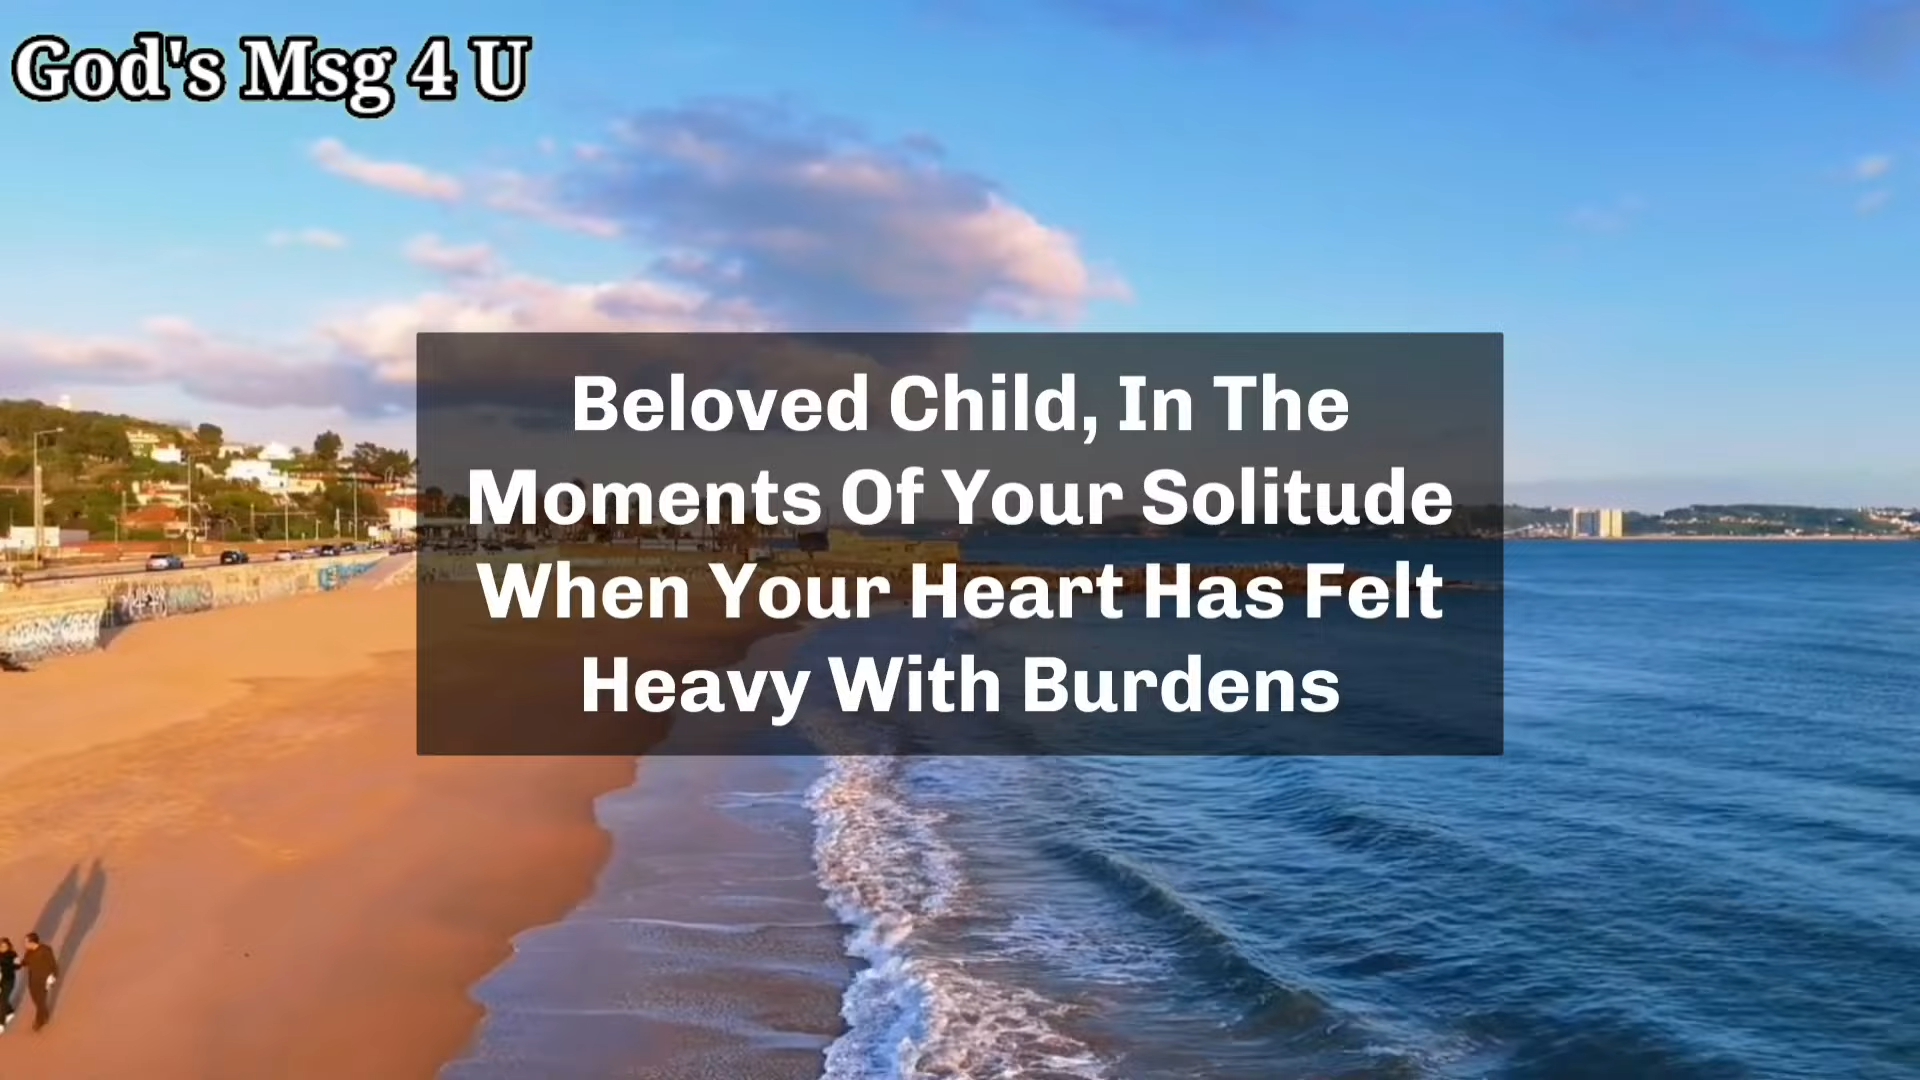 God's Msg 4 U
Beloved Child, In The
Moments Of Your Solitude
When Your Heart Has Felt
Heavy With Burdens